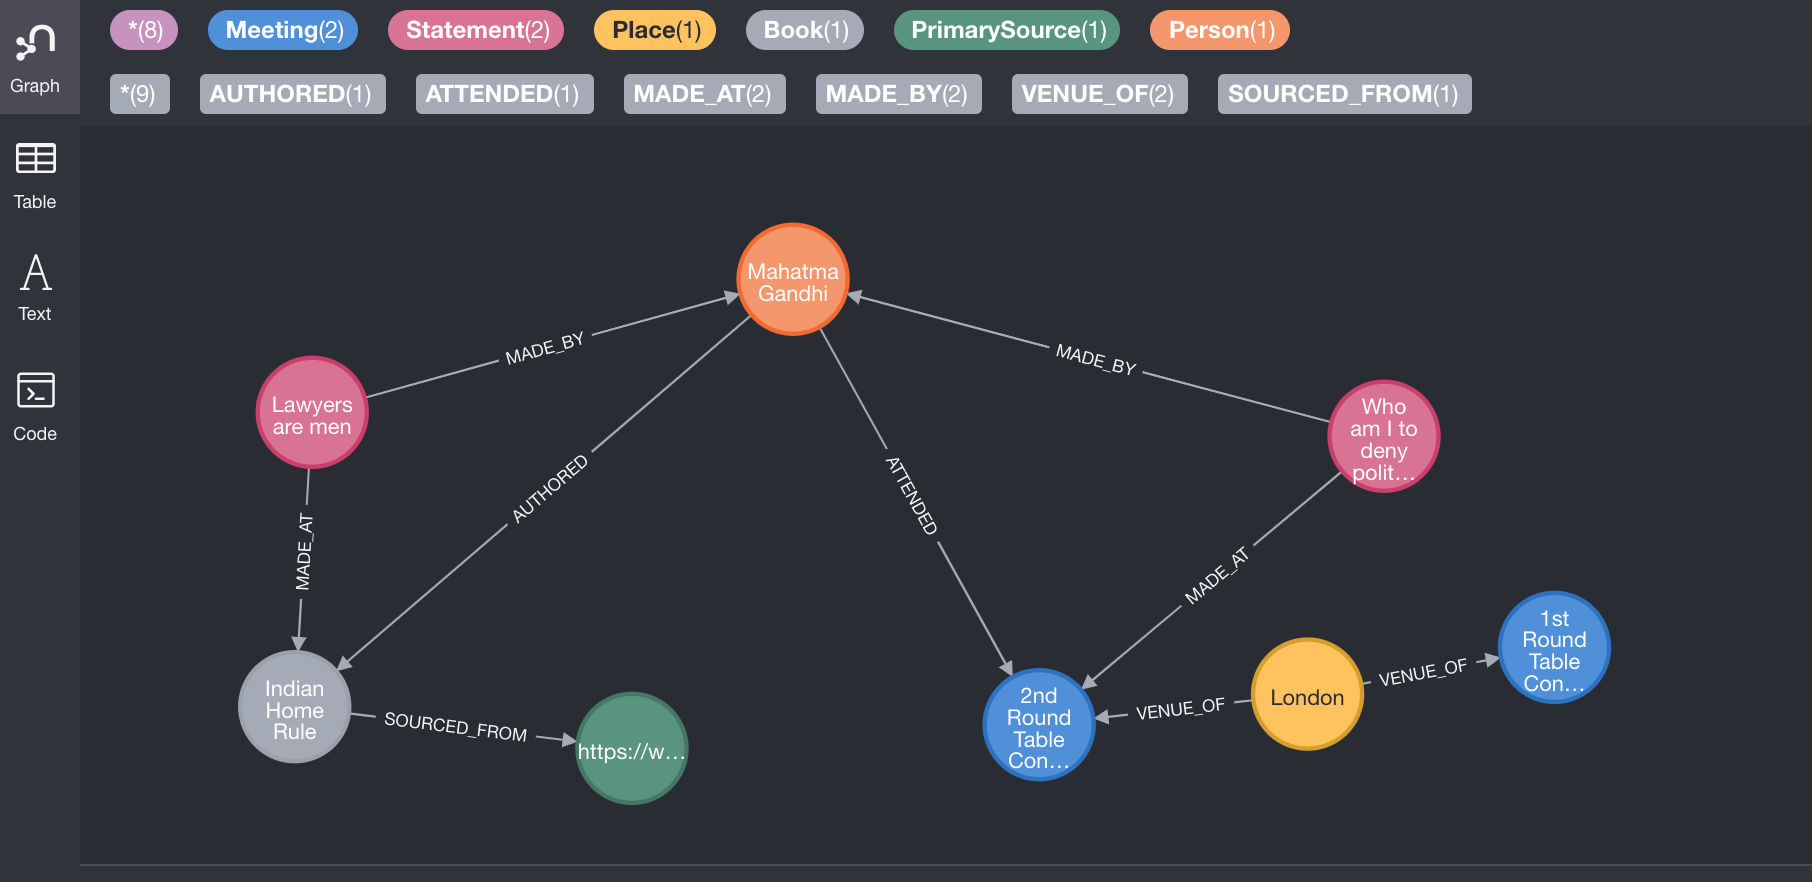 *(8) Meeting(2) Statement(2) Place(1) Book(1) PrimarySource(1) Person(1)
*(9) AUTHORED(1) ATTENDED(1) MADE_AT(2) MADE_BY(2) VENUE_OF(2) SOURCED_FROM(1)
Graph
Table
Text
Code
Mahatma
Gandhi
MADE_BY
MADE_BY
Lawyers
are men
Who
am I to
deny
polit...
AUTHORED
ATTENDED
MADE_AT
MADE_AT
1st
Round
Table
Con...
Indian
Home
Rule
SOURCED_FROM
https://w...
2nd
Round
Table
Con...
VENUE_OF
London
VENUE_OF